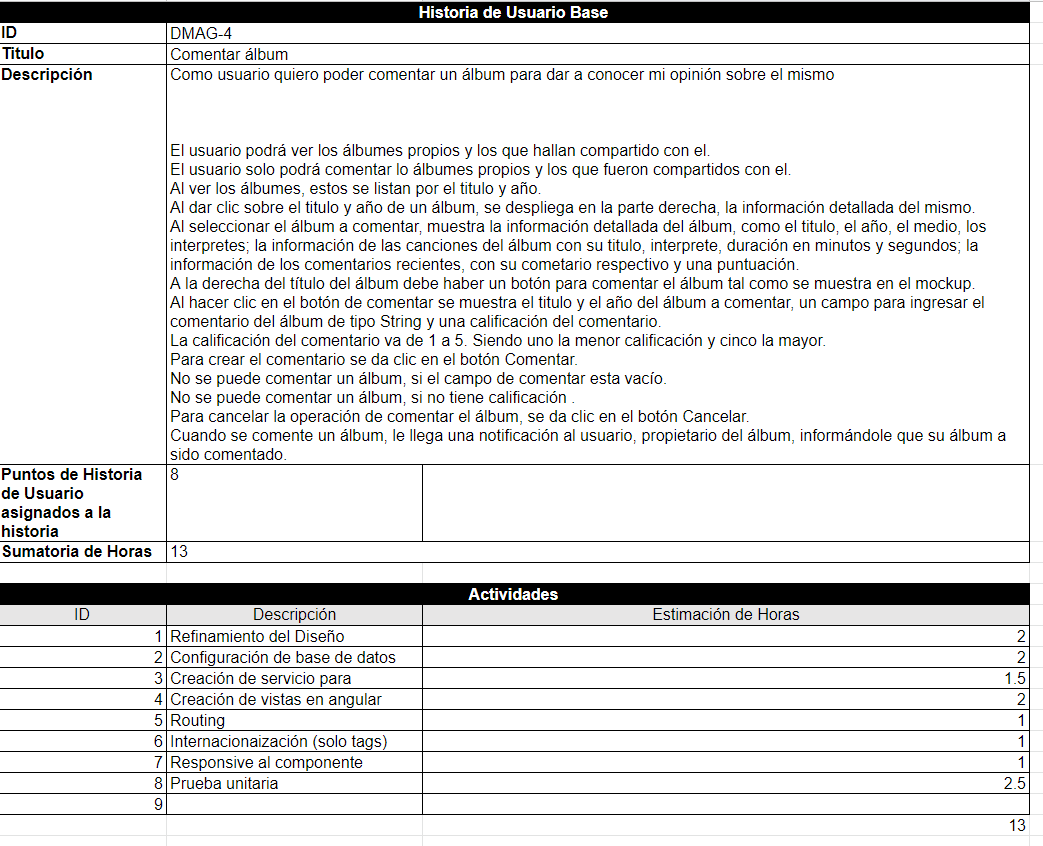 Historia de Usuario Base
ID DMAG-4
Titulo Comentar álbum
Descripción Como usuario quiero poder comentar un álbum para dar a conocer mi opinión sobre el mismo
El usuario podrá ver los álbumes propios y los que hallan compartido con el.
El usuario solo podrá comentar lo álbumes propios y los que fueron compartidos con el.
Al ver los álbumes, estos se listan por el titulo y año.
Al dar clic sobre el titulo y año de un álbum, se despliega en la parte derecha, la información detallada del mismo.
Al seleccionar el álbum a comentar, muestra la información detallada del álbum, como el titulo, el año, el medio, los
interpretes; la información de las canciones del álbum con su titulo, interprete, duración en minutos y segundos; la
información de los comentarios recientes, con su cometario respectivo y una puntuación.
A la derecha del título del álbum debe haber un botón para comentar el álbum tal como se muestra en el mockup.
Al hacer clic en el botón de comentar se muestra el titulo y el año del álbum a comentar, un campo para ingresar el
comentario del álbum de tipo String y una calificación del comentario.
La calificación del comentario va de 1 a 5. Siendo uno la menor calificación y cinco la mayor.
Para crear el comentario se da clic en el botón Comentar.
No se puede comentar un álbum, si el campo de comentar esta vacío.
No se puede comentar un álbum, si no tiene calificación .
Para cancelar la operación de comentar el álbum, se da clic en el botón Cancelar.
Cuando se comente un álbum, le llega una notificación al usuario, propietario del álbum, informándole que su álbum a
sido comentado.
Puntos de Historia 8
de Usuario
asignados a la
historia
Sumatoria de Horas 13
Actividades
ID Descripción Estimación de Horas
1 Refinamiento del Diseño 2
2 Configuración de base de datos 2
3 Creación de servicio para 1.5
4 Creación de vistas en angular 2
5 Routing 1
6 Internacionaización (solo tags) 1
7 Responsive al componente 1
8 Prueba unitaria 2.5
9
13